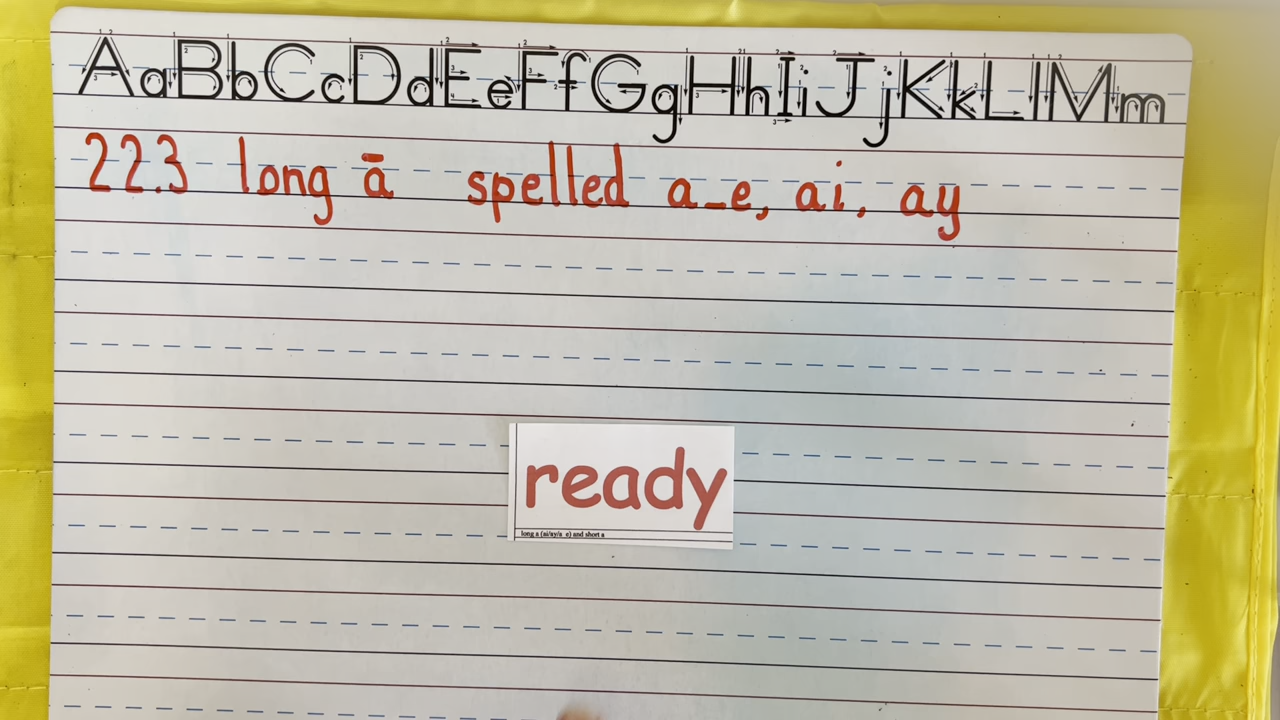 AaBbCcDdEeFfGgHhIiJjKkLlMm
22.3 long ā spelled a_e, ai, ay
ready
long a (ai/ay/a_e) and short a